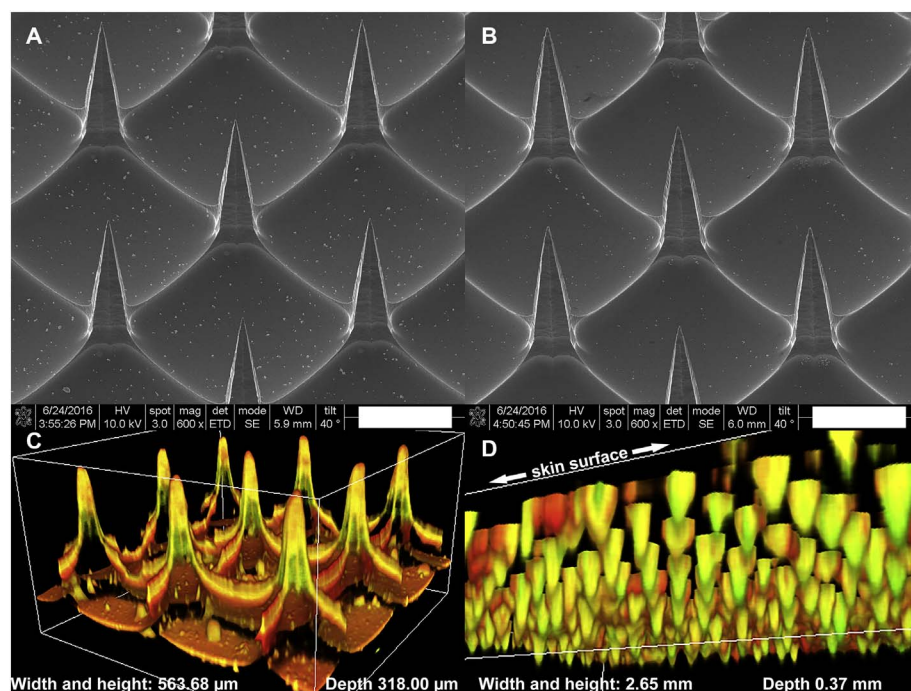 A
B
6/24/2016 HV spot mag det mode WD tilt
3:55:26 PM 10.0 kV 3.0 600 x ETD SE 5.9 mm 40 °
6/24/2016 HV spot mag det mode WD tilt
4:50:45 PM 10.0 kV 3.0 600 x ETD SE 6.0 mm 40 °
C
Width and height: 563.68 µm Depth 318.00 µm
D
skin surface
Width and height: 2.65 mm Depth 0.37 mm